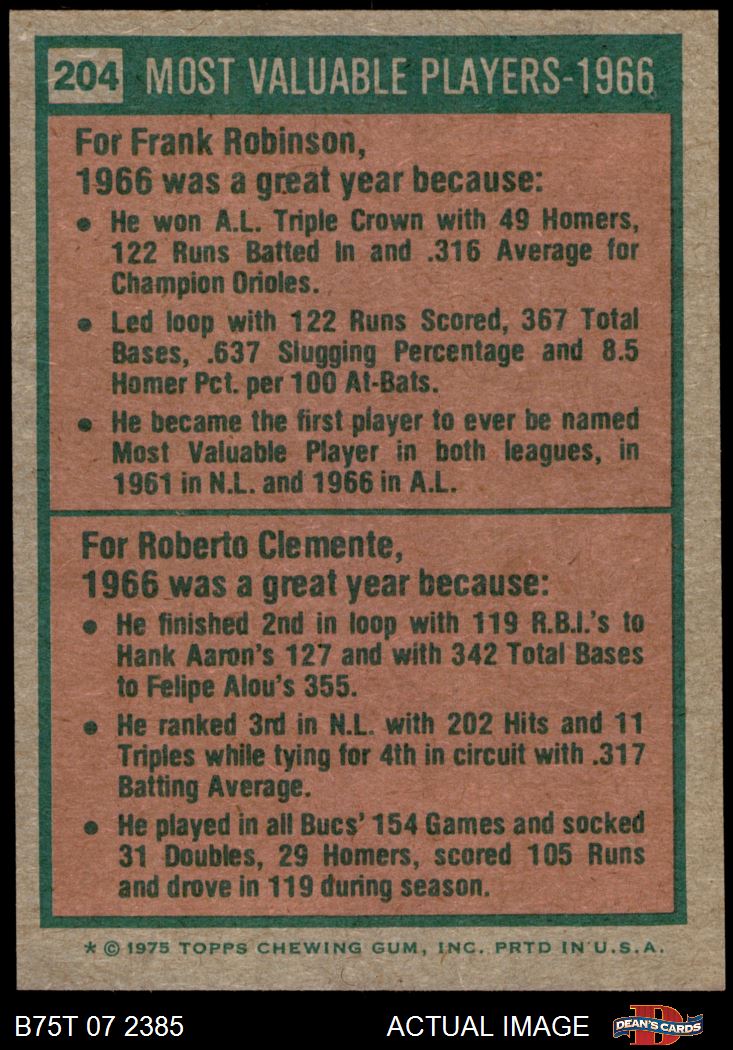 204 MOST VALUABLE PLAYERS-1966
For Frank Robinson,
1966 was a great year because:
• He won A.L. Triple Crown with 49 Homers,
122 Runs Batted In and .316 Average for
Champion Orioles.
• Led loop with 122 Runs Scored, 367 Total
Bases, .637 Slugging Percentage and 8.5
Homer Pct. per 100 At-Bats.
• He became the first player to ever be named
Most Valuable Player in both leagues, in
1961 in N.L. and 1966 in A.L.
For Roberto Clemente,
1966 was a great year because:
• He finished 2nd in loop with 119 R.B.I.'s to
Hank Aaron's 127 and with 342 Total Bases
to Felipe Alou's 355.
• He ranked 3rd in N.L. with 202 Hits and 11
Triples while tying for 4th in circuit with .317
Batting Average.
• He played in all Bucs' 154 Games and socked
31 Doubles, 29 Homers, scored 105 Runs
and drove in 119 during season.
* © 1975 TOPPS CHEWING GUM, INC. PRTD IN U.S.A.
B75T 07 2385 ACTUAL IMAGE D DEAN'S CARDS